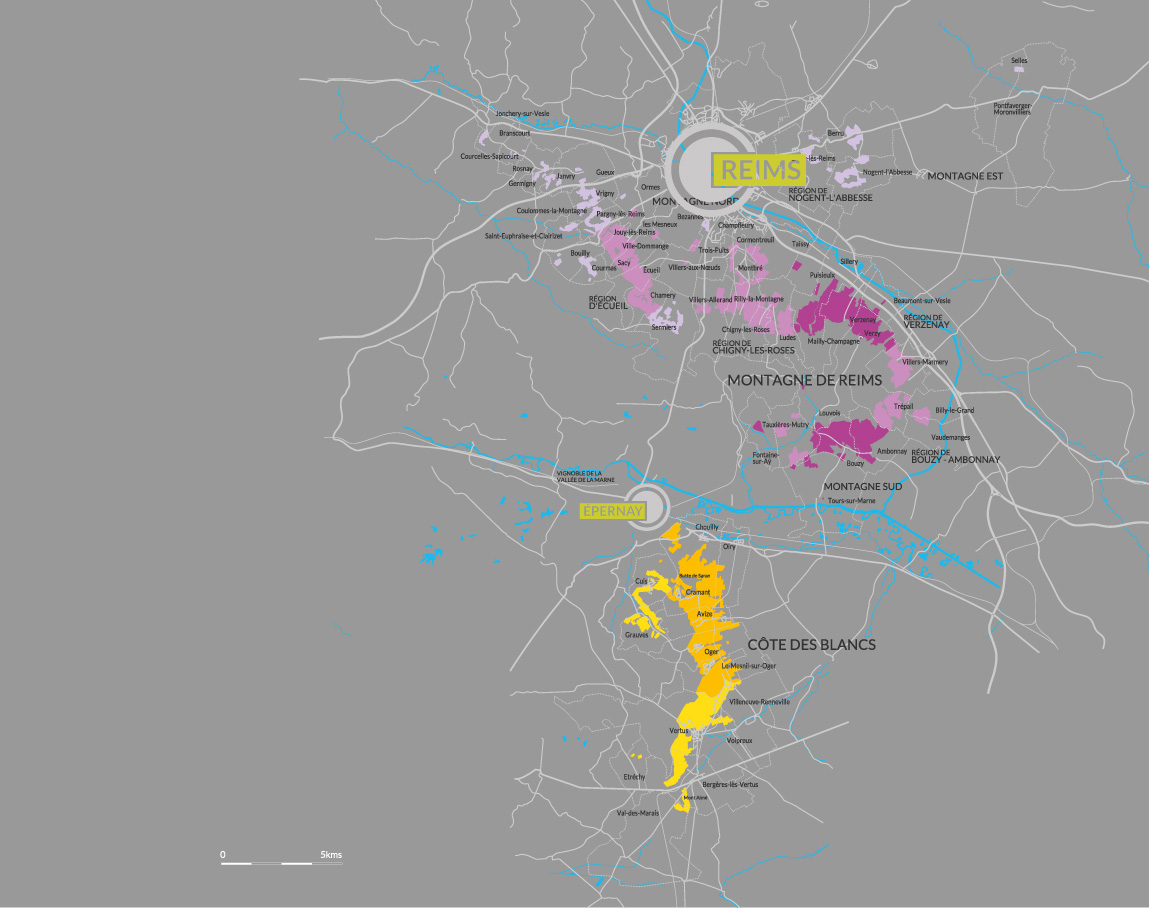 Selles
Pontfaverger-
Moronvilliers
Jonchery-sur-Vesle
Branscourt
Berru
Courcelles-Sapicourt
-lès-Reims
Rosnay
Janvry
Gueux
REIMS
Nogent-l'Abbesse
MONTAGNE EST
Germigny
Vrigny
Ormes
RÉGION DE
NOGENT-L'ABBESSE
MONTAGNE NORD
Coulommes-la-Montagne
Pargny-lès-Reims
Bezannes
les Mesneux
Champfleury
Saint-Euphraise-et-Clairizet
Jouy-lès-Reims
Cormontreuil
Taissy
Ville-Dommange
Trois-Puits
Bouilly
Sacy
Sillery
Courmas
Écueil
Villers-aux-Nœuds
Montbré
Puisieulx
RÉGION
D'ÉCUEIL
Chamery
Villers-Allerand
Rilly-la-Montagne
Beaumont-sur-Vesle
Sermiers
Chigny-les-Roses
Verzenay
RÉGION DE
VERZENAY
Ludes
Mailly-Champagne
Verzy
RÉGION DE
CHIGNY-LES-ROSES
Villers-Marmery
MONTAGNE DE REIMS
Louvois
Trépail
Billy-le-Grand
Tauxières-Mutry
Vaudemanges
Fontaine-
sur-Aÿ
Bouzy
Ambonnay
RÉGION DE
BOUZY - AMBONNAY
VIGNOBLE DE LA
VALLÉE DE LA MARNE
MONTAGNE SUD
Tours-sur-Marne
ÉPERNAY
Chouilly
Oiry
Butte de Saran
Cuis
Cramant
Avize
Grauves
Oger
CÔTE DES BLANCS
Le-Mesnil-sur-Oger
Villeneuve-Renneville
Vertus
Voipreux
Etréchy
Bergères-lès-Vertus
Mont Aimé
Val-des-Marais
0 5kms